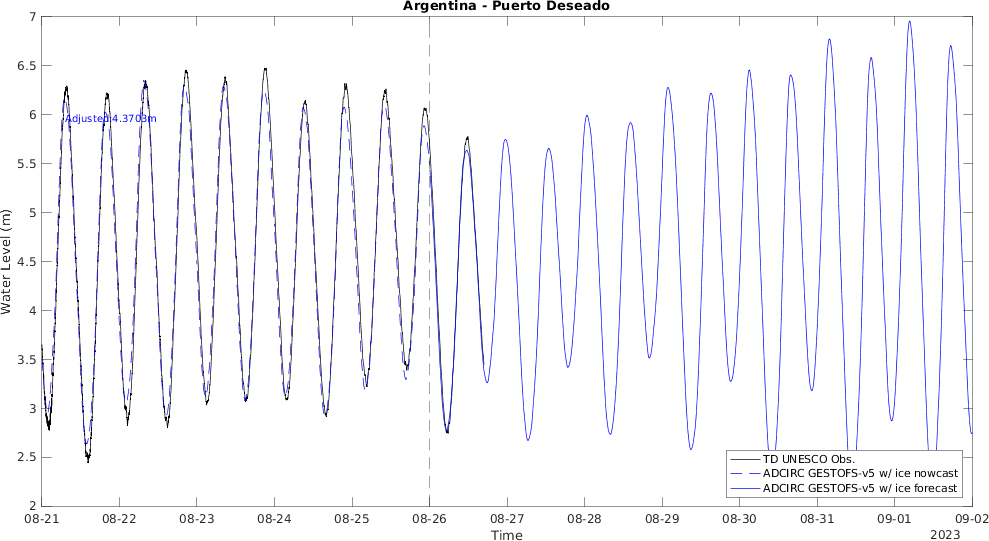 Argentina - Puerto Deseado
7
6.5
6
5.5
5
4.5
4
3.5
3
2.5
2
Water Level (m)
Adjusted 4.3703m
TD UNESCO Obs.
ADCIRC GESTOFS-v5 w/ ice nowcast
ADCIRC GESTOFS-v5 w/ ice forecast
08-21 08-22 08-23 08-24 08-25 08-26 08-27 08-28 08-29 08-30 08-31 09-01 09-02
Time
2023